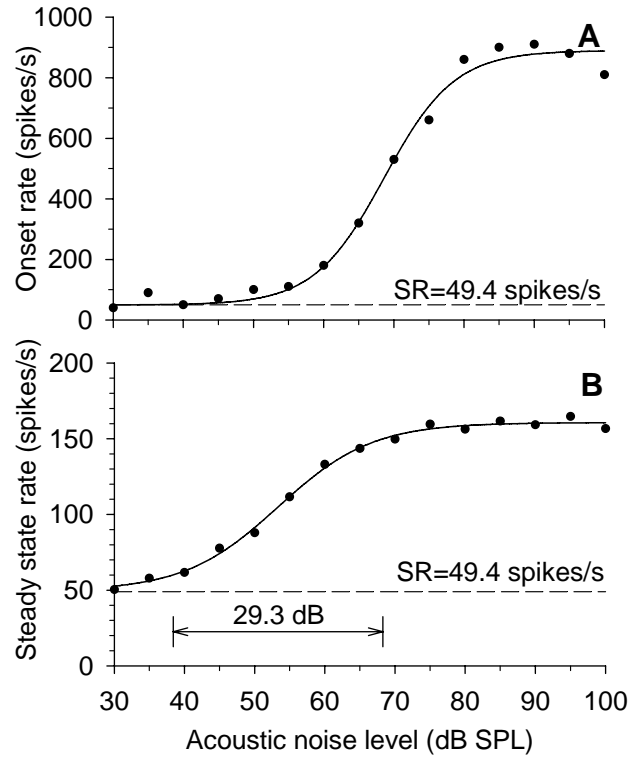 A
Onset rate (spikes/s)
1000
800
600
400
200
0
SR=49.4 spikes/s
B
Steady state rate (spikes/s)
200
150
100
50
0
SR=49.4 spikes/s
29.3 dB
30 40 50 60 70 80 90 100
Acoustic noise level (dB SPL)